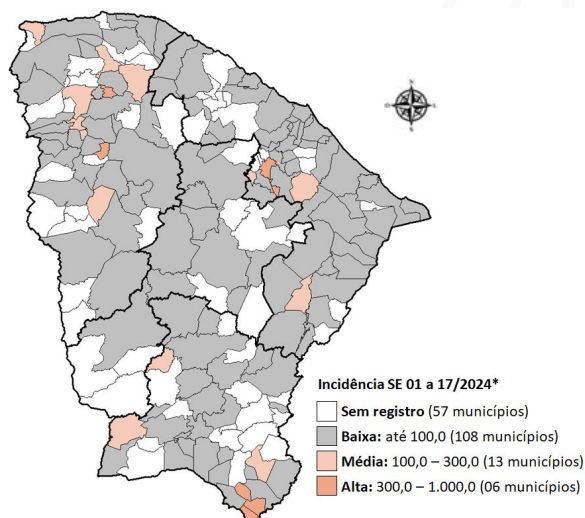 N
O
L
S
Incidência SE 01 a 17/2024*
Sem registro (57 municípios)
Baixa: até 100,0 (108 municípios)
Média: 100,0 – 300,0 (13 municípios)
Alta: 300,0 – 1.000,0 (06 municípios)